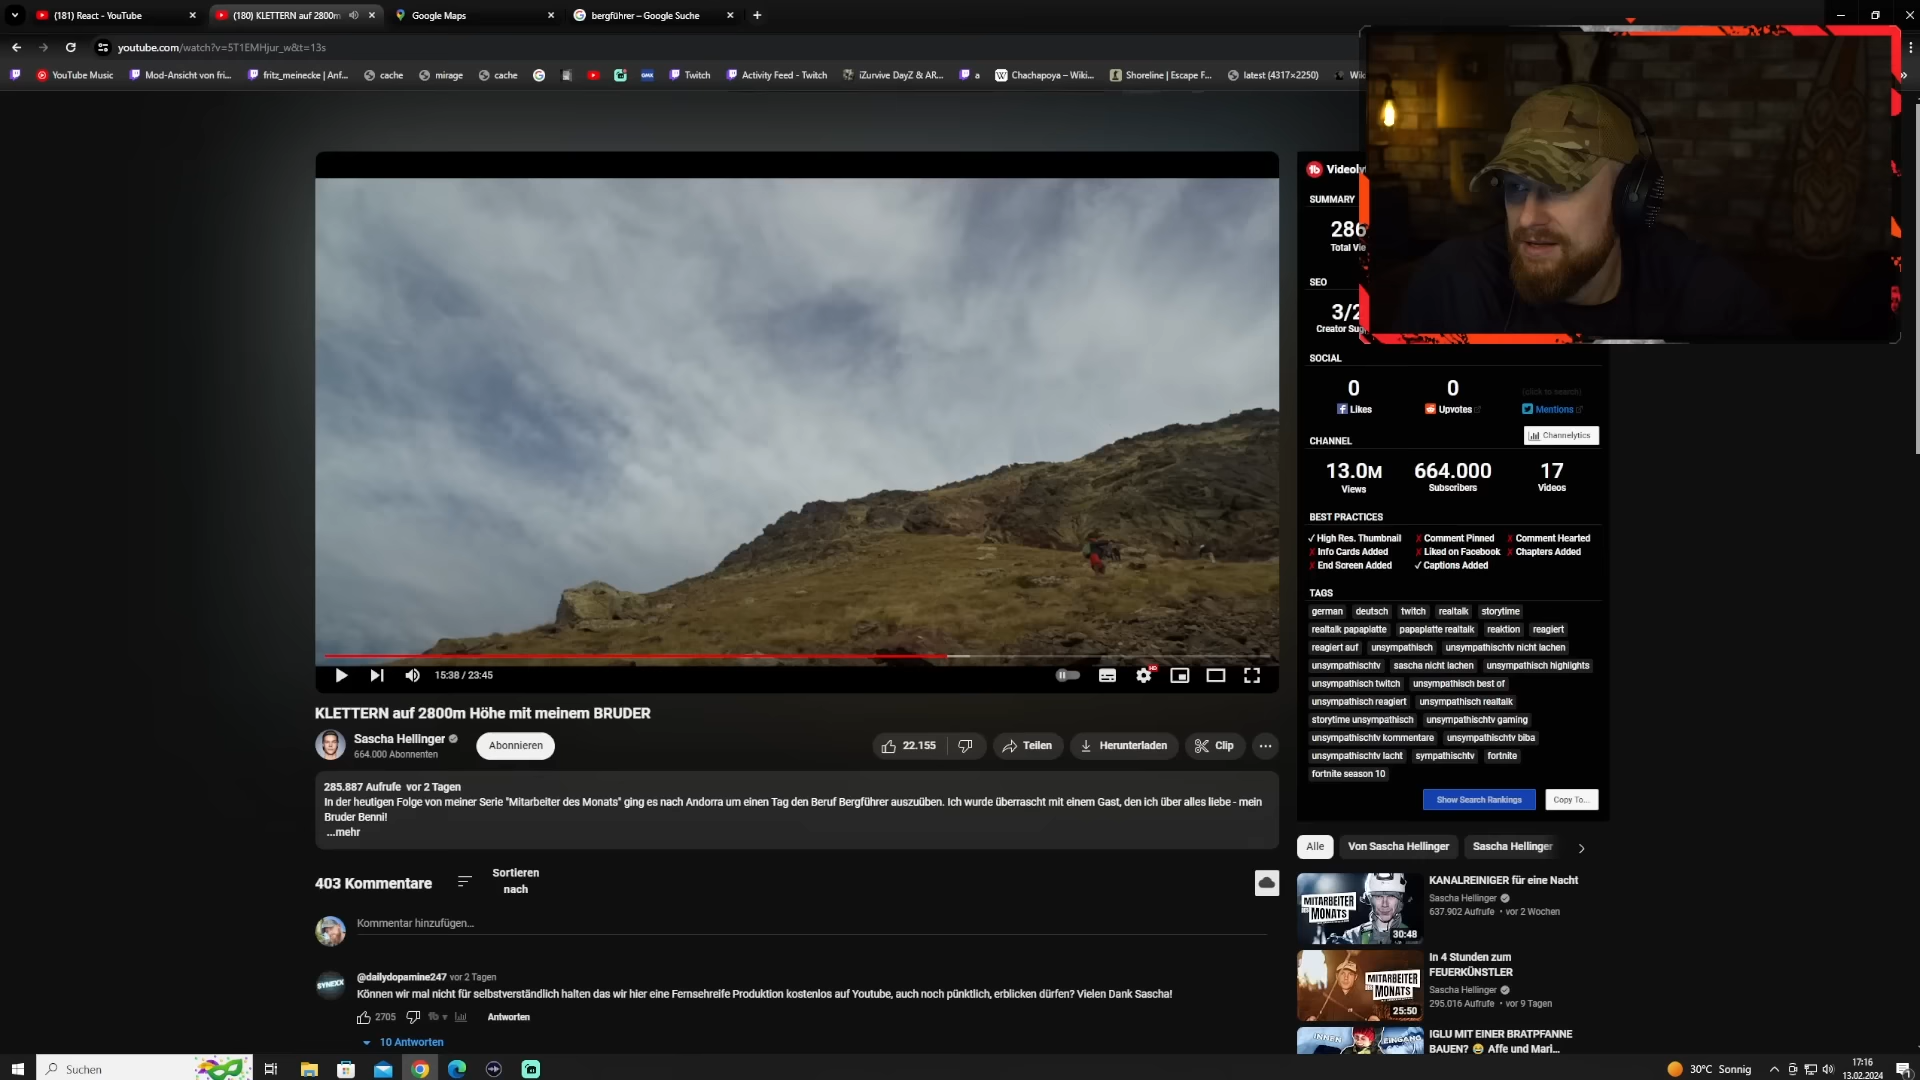 (181) React - YouTube
(180) KLETTERN auf 2800m
Google Maps
bergführer – Google Suche
youtube.com/watch?v=5T1EMHjur_w&t=13s
YouTube Music
Mod-Ansicht von fri...
fritz_meinecke | Anf...
cache
mirage
cache
GMX
Twitch
Activity Feed - Twitch
iZurvive DayZ & AR...
a
Chachapoya – Wiki...
Shoreline | Escape F...
latest (4317×2250)
SUMMARY
SEO
SOCIAL
0
0
(click to search)
Likes
Upvotes
Mentions
CHANNEL
Channelytics
13.0M
664.000
17
Views
Subscribers
Videos
BEST PRACTICES
High Res. Thumbnail
Comment Pinned
Comment Hearted
Info Cards Added
Liked on Facebook
Chapters Added
End Screen Added
Captions Added
TAGS
german deutsch twitch realtalk storytime
realtalk papaplatte papaplatte realtalk reaktion reagiert
reagiert auf unsympathisch unsympathischtv nicht lachen
unsympathischtv sascha nicht lachen unsympathisch highlights
unsympathisch twitch unsympathisch best of
unsympathisch reagiert unsympathisch realtalk
storytime unsympathisch unsympathischtv gaming
unsympathischtv kommentare unsympathischtv biba
unsympathischtv lacht sympathischtv fortnite
fortnite season 10
Show Search Rankings
Copy To...
15:38 / 23:45
HD
KLETTERN auf 2800m Höhe mit meinem BRUDER
Sascha Hellinger
664.000 Abonnenten
Abonnieren
22.155
Teilen
Herunterladen
Clip
285.887 Aufrufe vor 2 Tagen
In der heutigen Folge von meiner Serie "Mitarbeiter des Monats" ging es nach Andorra um einen Tag den Beruf Bergführer auszuüben. Ich wurde überrascht mit einem Gast, den ich über alles liebe - mein
Bruder Benni!
...mehr
403 Kommentare
Sortieren
nach
Kommentar hinzufügen...
SYNEXX
@dailydopamine247 vor 2 Tagen
Können wir mal nicht für selbstverständlich halten das wir hier eine Fernsehreife Produktion kostenlos auf Youtube, auch noch pünktlich, erblicken dürfen? Vielen Dank Sascha!
2705
Antworten
10 Antworten
Alle
Von Sascha Hellinger
Sascha Hellinger
MITARBEITER
DES MONATS
30:48
KANALREINIGER für eine Nacht
Sascha Hellinger
637.902 Aufrufe • vor 2 Wochen
MITARBEITER
DES MONATS
25:50
In 4 Stunden zum
FEUERKÜNSTLER
Sascha Hellinger
295.016 Aufrufe • vor 9 Tagen
INNEN
EINGANG
IGLU MIT EINER BRATPFANNE
BAUEN? 😅 Affe und Mari...
Suchen
30°C Sonnig
17:16
13.02.2024